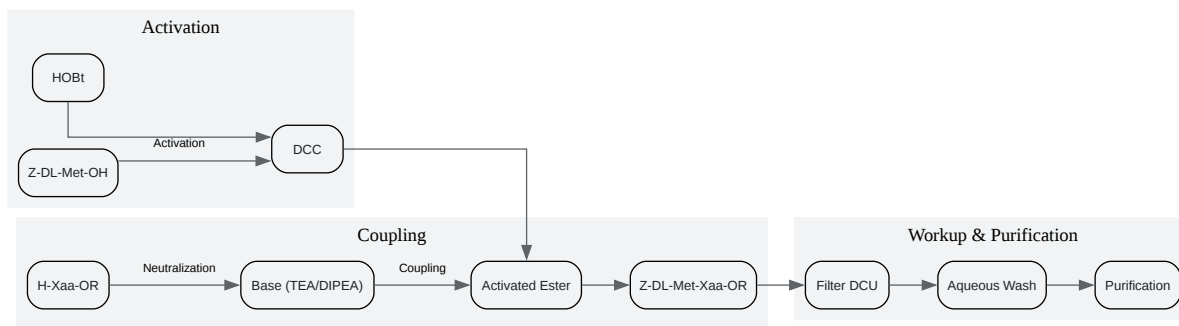 Activation
HOBt
Activation
Z-DL-Met-OH
DCC
Coupling
H-Xaa-OR
Neutralization
Base (TEA/DIPEA)
Coupling
Activated Ester
Z-DL-Met-Xaa-OR
Workup & Purification
Filter DCU
Aqueous Wash
Purification